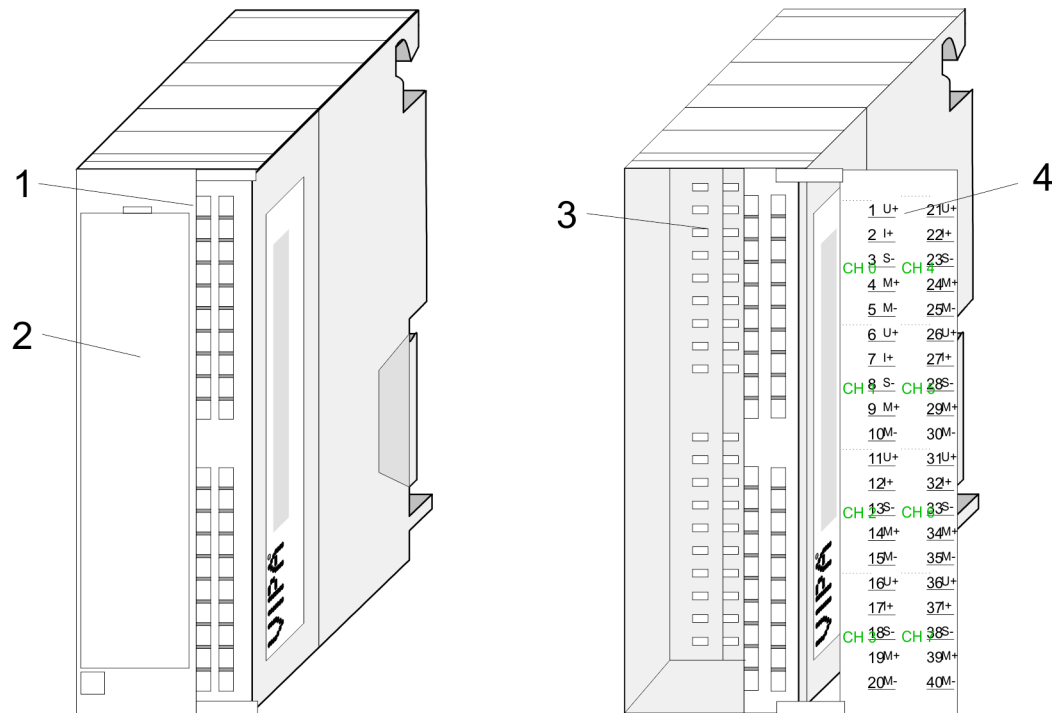 1
2
VIPA
3
4
1 U+ 21 U+
2 I+ 22 I+
3 S- 23 S-
CH 0 CH 4
4 M+ 24 M+
5 M- 25 M-
6 U+ 26 U+
7 I+ 27 I+
8 S- 28 S-
CH 1 CH 5
9 M+ 29 M+
10 M- 30 M-
11 U+ 31 U+
12 I+ 32 I+
13 S- 33 S-
CH 2 CH 6
14 M+ 34 M+
15 M- 35 M-
16 U+ 36 U+
17 I+ 37 I+
18 S- 38 S-
CH 3 CH 7
19 M+ 39 M+
20 M- 40 M-
VIPA